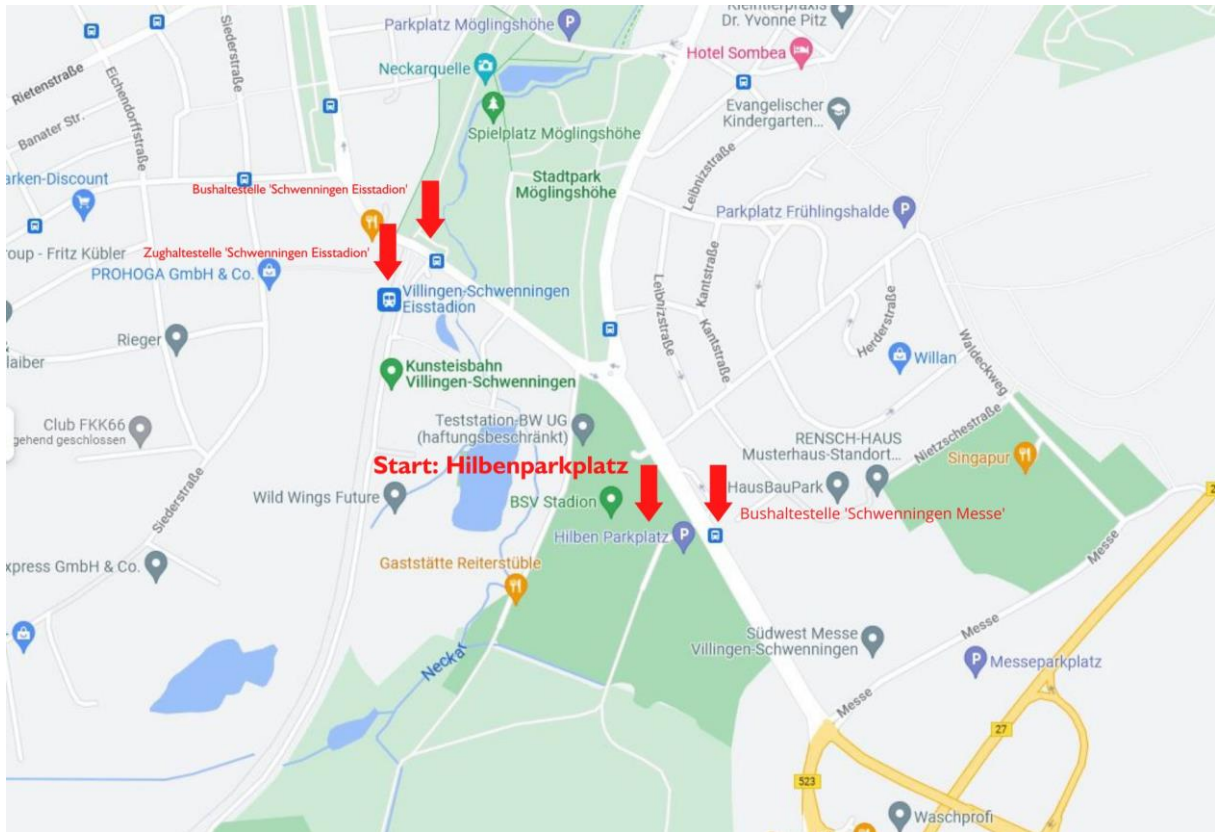 Kleintierpraxis
Dr. Yvonne Pitz
Parkplatz Möglingshöhe
Siederstraße
Hotel Sombea
Rietenstraße
Eichendorffstraße
Neckarquelle
Banater Str.
Spielplatz Möglingshöhe
Evangelischer
Kindergarten...
Leibnizstraße
Stadtpark
Möglingshöhe
arken-Discount
Bushaltestelle 'Schwenningen Eisstadion'
Parkplatz Frühlingshalde
oup - Fritz Kübler
Zughaltestelle 'Schwenningen Eisstadion'
PROHOGA GmbH & Co.
Villingen-Schwenningen
Eisstadion
Leibnizstraße
Kantstraße
Kantstraße
Herderstraße
Waldeckweg
Rieger
laiber
Willan
Kunsteisbahn
Villingen-Schwenningen
Club FKK66
gehend geschlossen
Teststation-BW UG
(haftungsbeschränkt)
RENSCH-HAUS
Musterhaus-Standort...
Nietzschestraße
Singapur
Start: Hilbenparkplatz
Siederstraße
Wild Wings Future
BSV Stadion
HausBauPark
Bushaltestelle 'Schwenningen Messe'
Hilben Parkplatz
Messe
xpress GmbH & Co.
Gaststätte Reiterstüble
Neckar
Südwest Messe
Villingen-Schwenningen
Messe
Messeparkplatz
Messe
27
523
Waschprofi